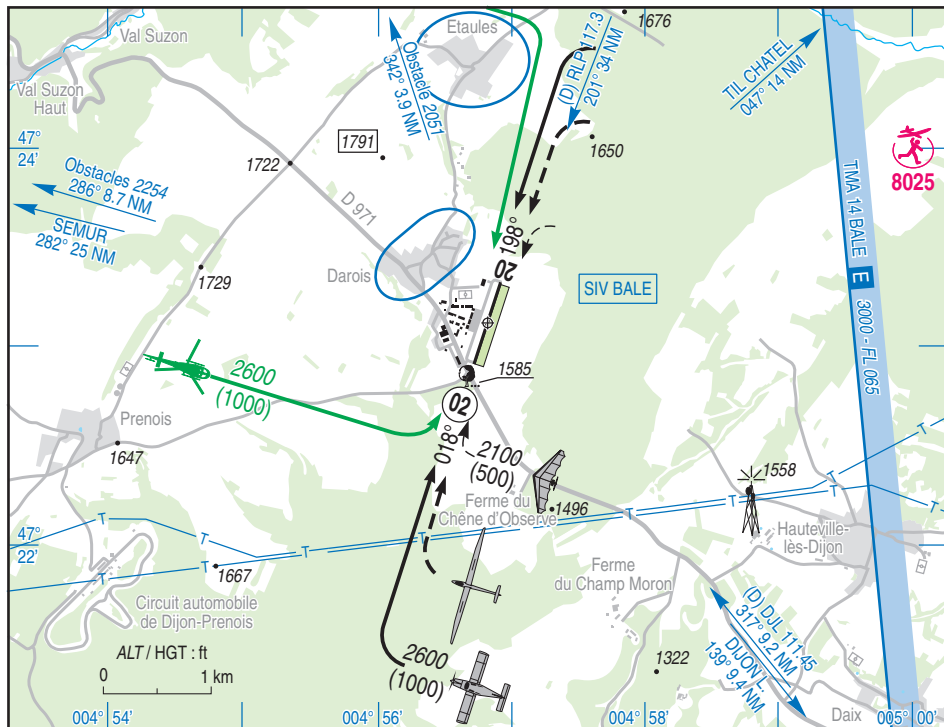 Val Suzon
Etaules
1676
Val Suzon
Haut
Obstacle 2051
342° 3.9 NM
(D) RLP 117.3
201° 34 NM
TIL CHATEL
047° 14 NM
47°
24'
1722
1791
1650
8025
Obstacles 2254
286° 8.7 NM
SEMUR
282° 25 NM
D 971
198°
20
TMA 14 BALE E 3000 - FL 065
Darois
1729
SIV BALE
2600
(1000)
1585
02
Prenois
018°
2100
(500)
1647
1558
Ferme du
Chêne d'Observe
1496
T
T
T
T
T
T
T
T
Hauteville-
lès-Dijon
47°
22'
1667
Ferme
du Champ Moron
Circuit automobile
de Dijon-Prenois
(D) DJL 111.45
317° 9.2 NM
DIJON L
139° 9.4 NM
ALT / HGT : ft
0 1 km
2600
(1000)
1322
Daix
004° 54'
004° 56'
004° 58'
005° 00'